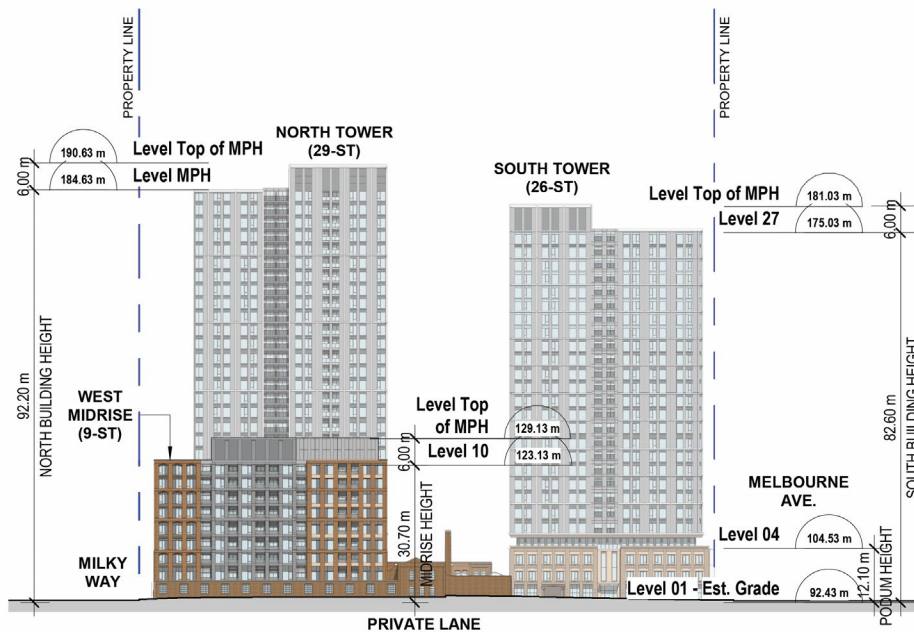 PROPERTY LINE
PROPERTY LINE
NORTH TOWER
(29-ST)
190.63 m
Level Top of MPH
6.00 m
184.63 m
Level MPH
SOUTH TOWER
(26-ST)
Level Top of MPH
181.03 m
6.00 m
Level 27
175.03 m
92.20 m
NORTH BUILDING HEIGHT
82.60 m
SOUTH BUILDING HEIGHT
WEST
MIDRISE
(9-ST)
Level Top
of MPH
129.13 m
6.00 m
Level 10
123.13 m
30.70 m
MIDRISE HEIGHT
MELBOURNE
AVE.
Level 04
104.53 m
12.10 m
PODUM HEIGHT
MILKY
WAY
Level 01 - Est. Grade
92.43 m
PRIVATE LANE